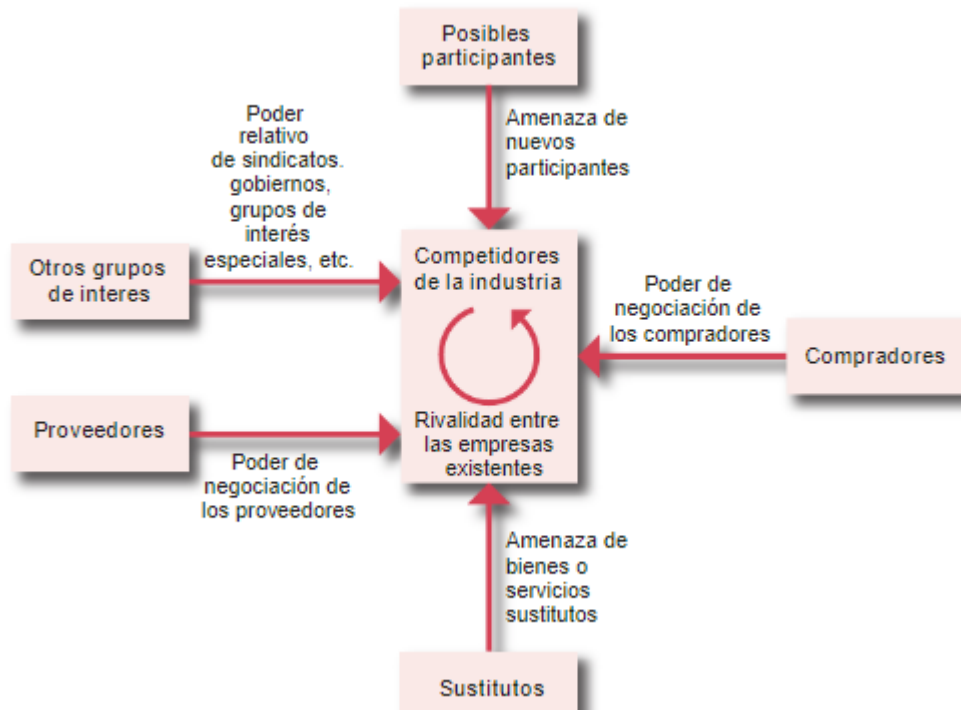 Posibles
participantes
Amenaza de
nuevos
participantes
Poder
relativo
de sindicatos.
gobiernos,
grupos de
interés
especiales, etc.
Otros grupos
de interes
Competidores
de la industria
Rivalidad entre
las empresas
existentes
Poder de
negociación de
los compradores
Compradores
Proveedores
Poder de
negociación de
los proveedores
Amenaza de
bienes o
servicios
sustitutos
Sustitutos